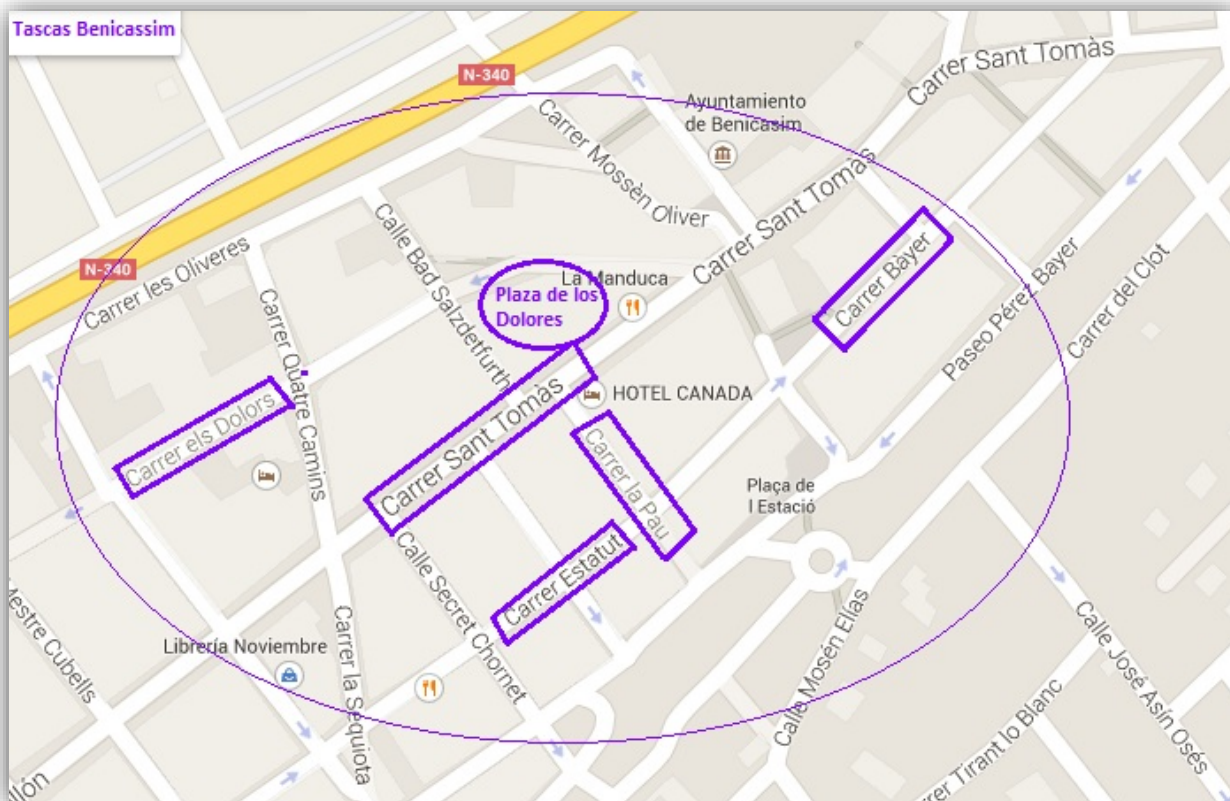 Tascas Benicassim
N-340
Carrer Sant Tomàs
Ayuntamiento
de Benicasim
Carrer Mossèn Oliver
Carrer Sant Tomàs
Calle Bad Salzdetfurth
N-340
Carrer les Oliveres
La Manduca
Plaza de los
Dolores
Carrer Bayer
Paseo Pérez Bayer
Carrer del Clot
Carrer Quatre Camins
HOTEL CANADA
Carrer els Dolors
Carrer Sant Tomàs
Carrer la Pau
Plaça de
l Estació
Carrer Estatut
Calle Secret Chornet
Mestre Cubells
Librería Noviembre
Carrer la Sequiota
Calle Mosén Elías
Calle José Asín Osés
Carrer Tirant lo Blanc
llón